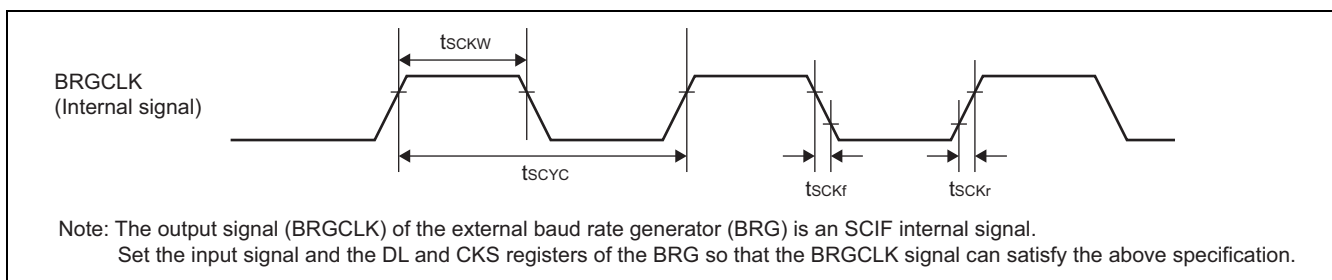 tSCKW
BRGCLK
(Internal signal)
tSCYC
tSCKf
tSCKr
Note: The output signal (BRGCLK) of the external baud rate generator (BRG) is an SCIF internal signal.
Set the input signal and the DL and CKS registers of the BRG so that the BRGCLK signal can satisfy the above specification.